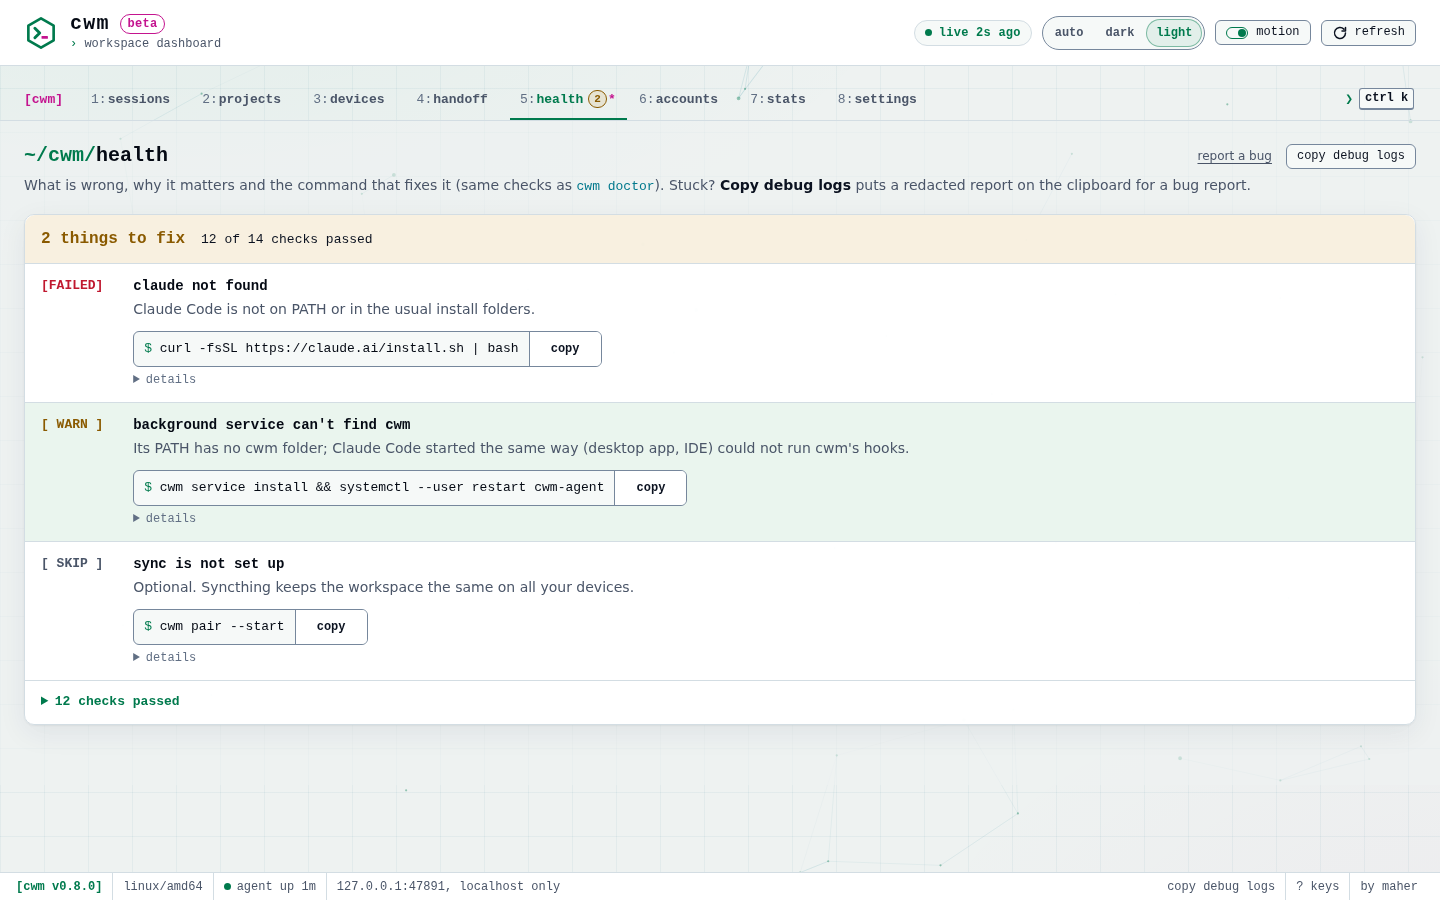 cwm beta
› workspace dashboard
live 2s ago
auto dark light
motion
refresh
[cwm] 1:sessions 2:projects 3:devices 4:handoff 5:health 2 * 6:accounts 7:stats 8:settings
❯ ctrl k
~/cwm/health
report a bug
copy debug logs
What is wrong, why it matters and the command that fixes it (same checks as cwm doctor). Stuck? Copy debug logs puts a redacted report on the clipboard for a bug report.
2 things to fix 12 of 14 checks passed
[FAILED] claude not found
Claude Code is not on PATH or in the usual install folders.
$ curl -fsSL https://claude.ai/install.sh | bash copy
▶ details
[ WARN ] background service can't find cwm
Its PATH has no cwm folder; Claude Code started the same way (desktop app, IDE) could not run cwm's hooks.
$ cwm service install && systemctl --user restart cwm-agent copy
▶ details
[ SKIP ] sync is not set up
Optional. Syncthing keeps the workspace the same on all your devices.
$ cwm pair --start copy
▶ details
▶ 12 checks passed
[cwm v0.8.0] linux/amd64 agent up 1m 127.0.0.1:47891, localhost only
copy debug logs ? keys by maher